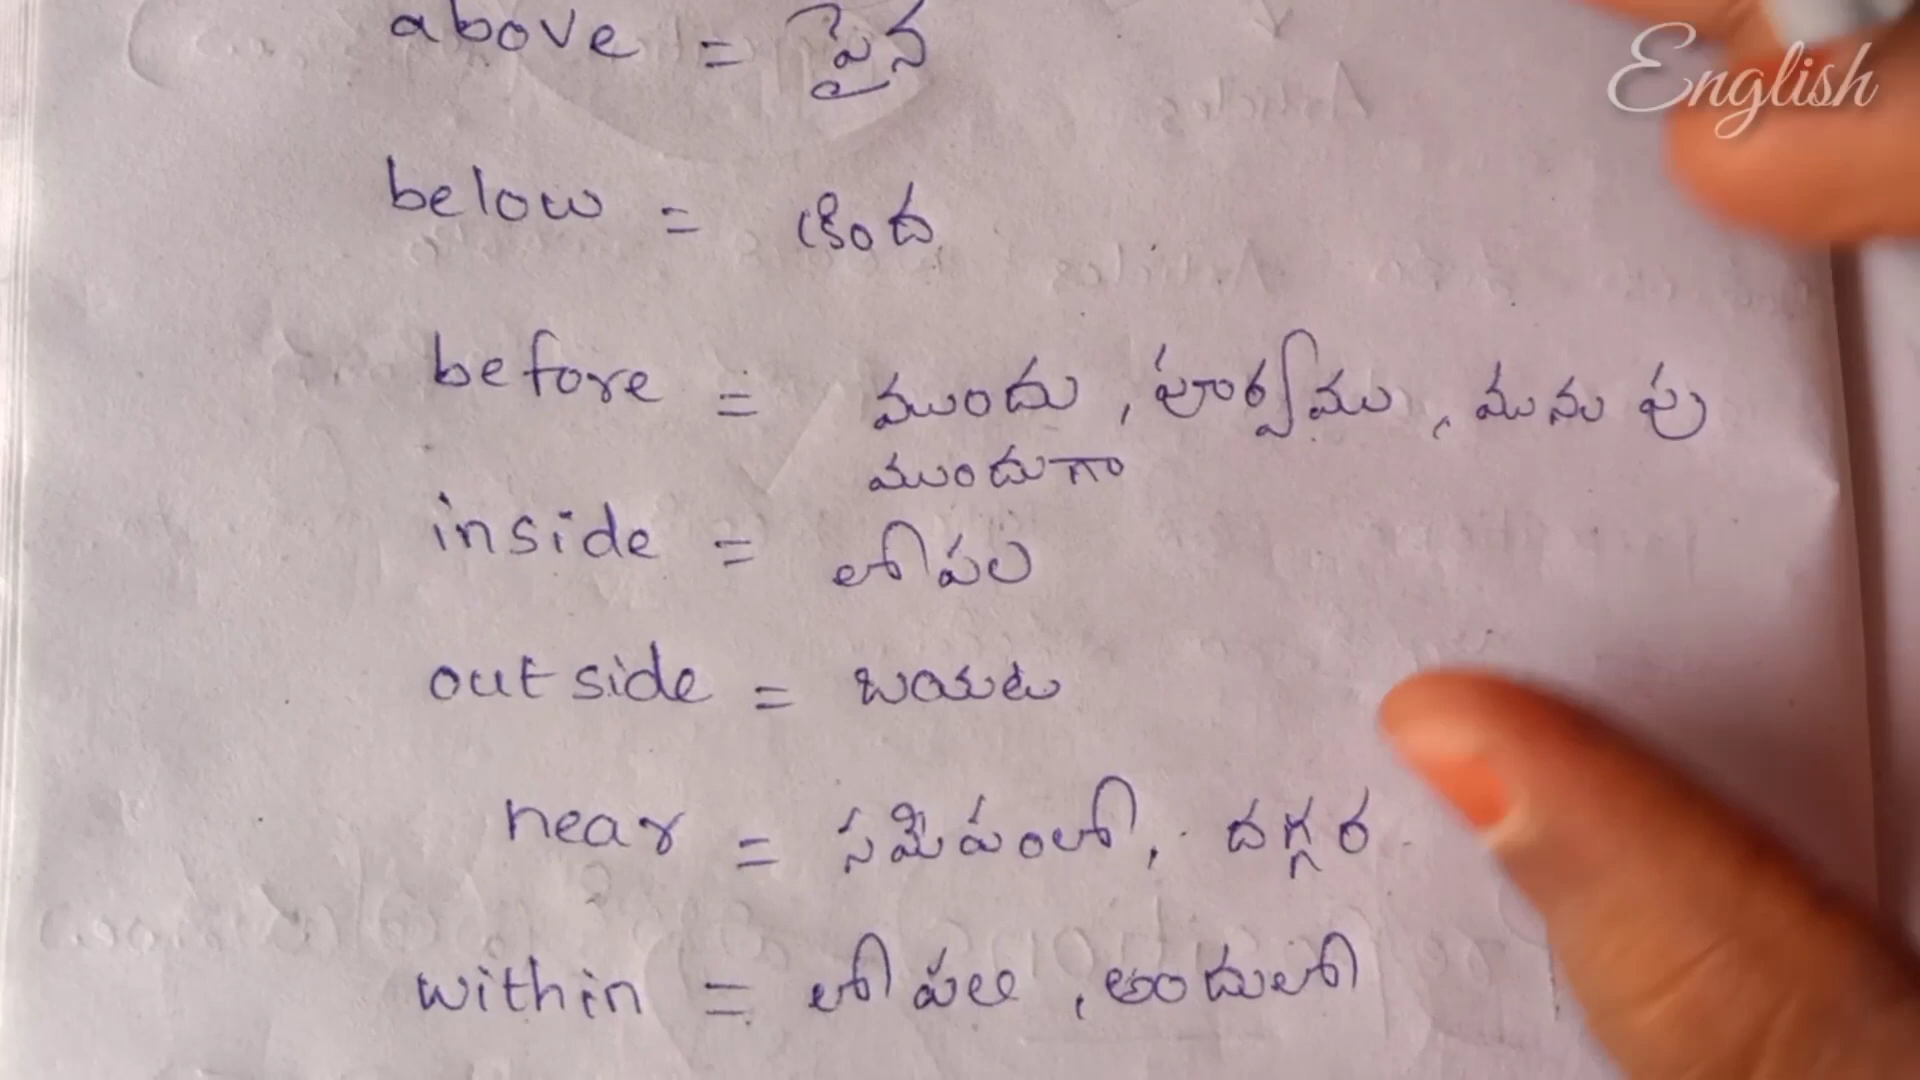 English
above = పైన
below = క్రింద
before = ముందు, పూర్వము, మునుపు
ముందుగా
inside = లోపల
outside = బయట
near = సమీపంలో, దగ్గర
within = లోపల, అందులో